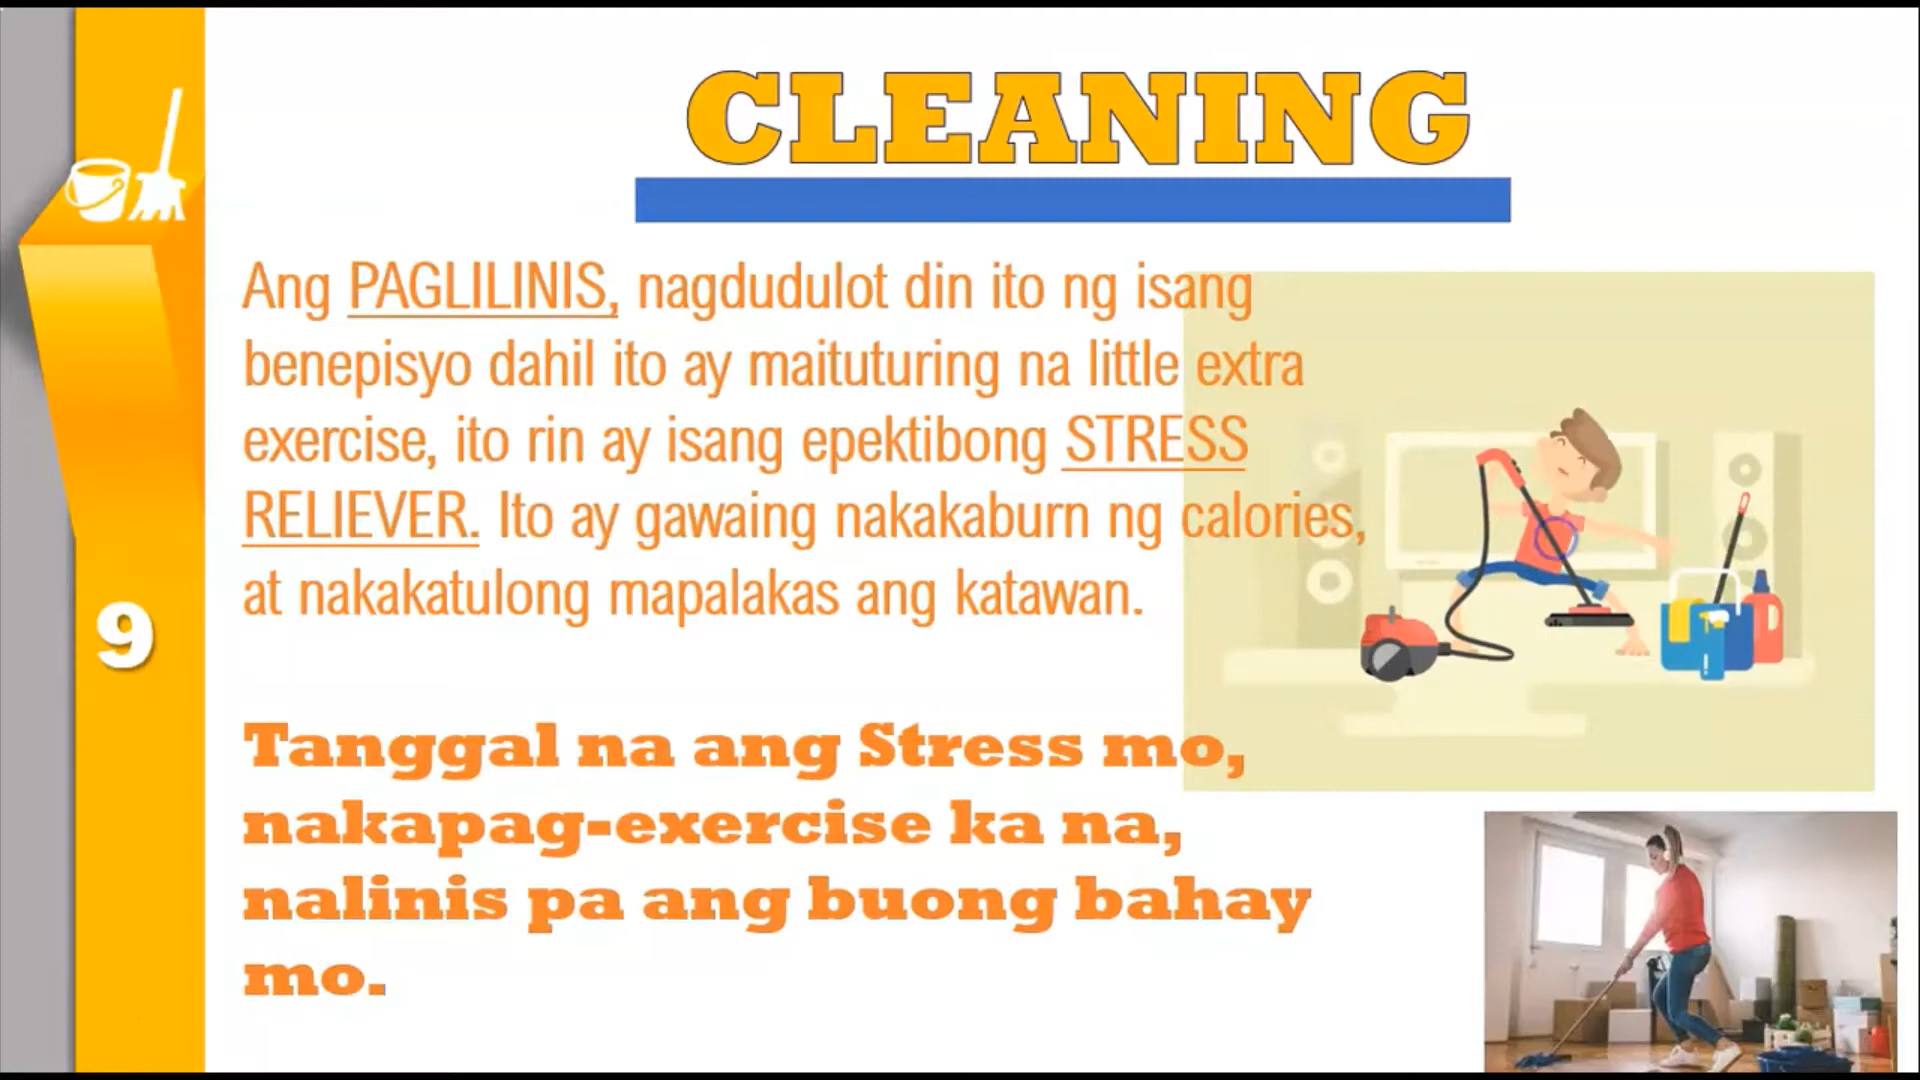 CLEANING
Ang PAGLILINIS, nagdudulot din ito ng isang
benepisyo dahil ito ay maituturing na little extra
exercise, ito rin ay isang epektibong STRESS
RELIEVER. Ito ay gawaing nakakaburn ng calories,
at nakakatulong mapalakas ang katawan.
9
Tanggal na ang Stress mo,
nakapag-exercise ka na,
nalinis pa ang buong bahay
mo.